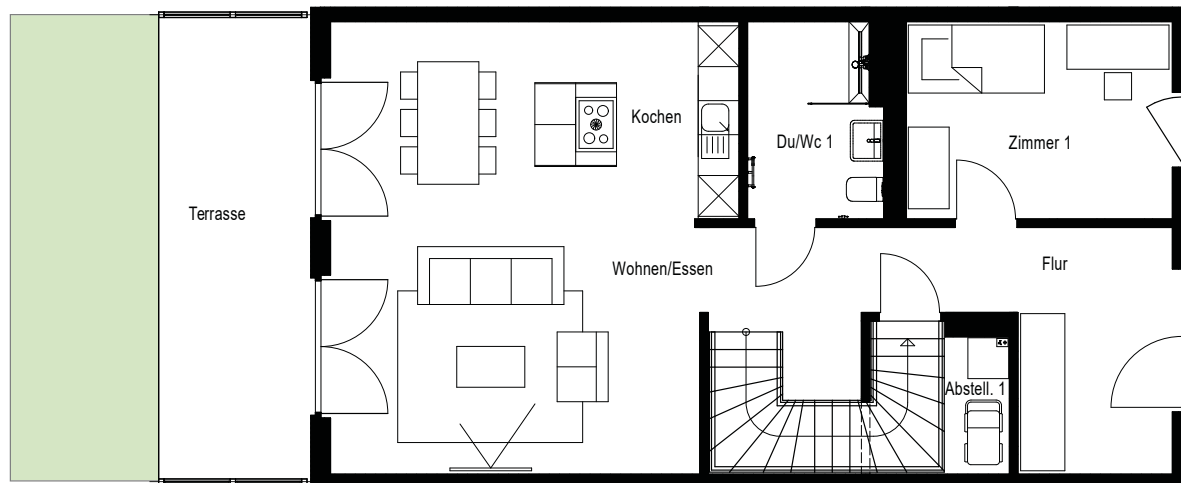 Kochen
Du/Wc 1
Zimmer 1
Terrasse
Wohnen/Essen
Flur
Abstell. 1